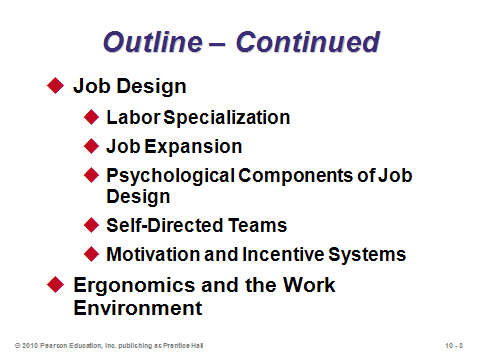 Outline – Continued
Job Design
Labor Specialization
Job Expansion
Psychological Components of Job
Design
Self-Directed Teams
Motivation and Incentive Systems
Ergonomics and the Work
Environment
© 2010 Pearson Education, Inc. publishing as Prentice Hall
10 - 3